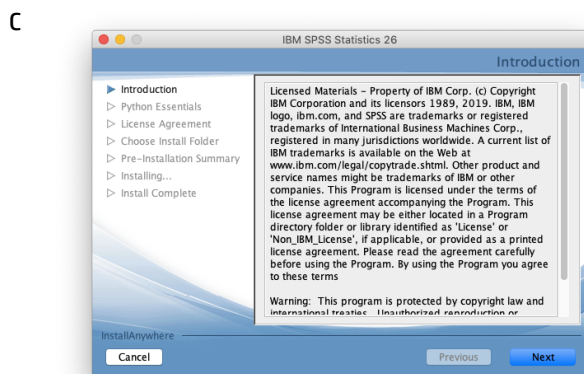 C
IBM SPSS Statistics 26
Introduction
Introduction
Python Essentials
License Agreement
Choose Install Folder
Pre-Installation Summary
Installing...
Install Complete
Licensed Materials - Property of IBM Corp. (c) Copyright
IBM Corporation and its licensors 1989, 2019. IBM, IBM
logo, ibm.com, and SPSS are trademarks or registered
trademarks of International Business Machines Corp.,
registered in many jurisdictions worldwide. A current list of
IBM trademarks is available on the Web at
www.ibm.com/legal/copytrade.shtml. Other product and
service names might be trademarks of IBM or other
companies. This Program is licensed under the terms of
the license agreement accompanying the Program. This
license agreement may be either located in a Program
directory folder or library identified as 'License' or
'Non_IBM_License', if applicable, or provided as a printed
license agreement. Please read the agreement carefully
before using the Program. By using the Program you agree
to these terms
Warning: This program is protected by copyright law and
international treaties. Unauthorized reproduction or
InstallAnywhere
Cancel
Previous
Next